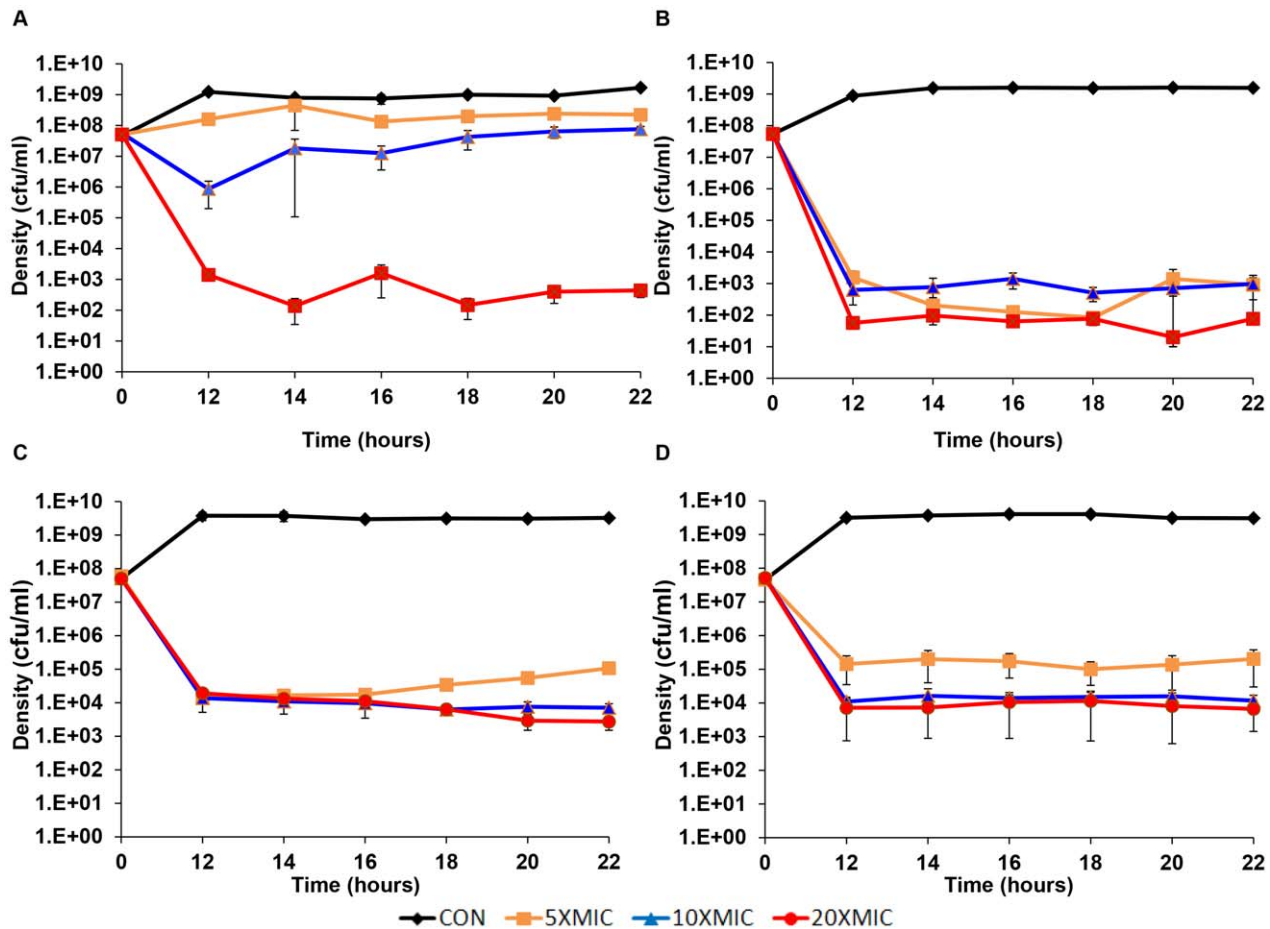 A
1.E+10
1.E+09
1.E+08
1.E+07
1.E+06
1.E+05
1.E+04
1.E+03
1.E+02
1.E+01
1.E+00
Density (cfu/ml)
0 12 14 16 18 20 22
Time (hours)
B
1.E+10
1.E+09
1.E+08
1.E+07
1.E+06
1.E+05
1.E+04
1.E+03
1.E+02
1.E+01
1.E+00
Density (cfu/ml)
0 12 14 16 18 20 22
Time (hours)
C
1.E+10
1.E+09
1.E+08
1.E+07
1.E+06
1.E+05
1.E+04
1.E+03
1.E+02
1.E+01
1.E+00
Density (cfu/ml)
0 12 14 16 18 20 22
Time (hours)
D
1.E+10
1.E+09
1.E+08
1.E+07
1.E+06
1.E+05
1.E+04
1.E+03
1.E+02
1.E+01
1.E+00
Density (cfu/ml)
0 12 14 16 18 20 22
Time (hours)
CON 5XMIC 10XMIC 20XMIC